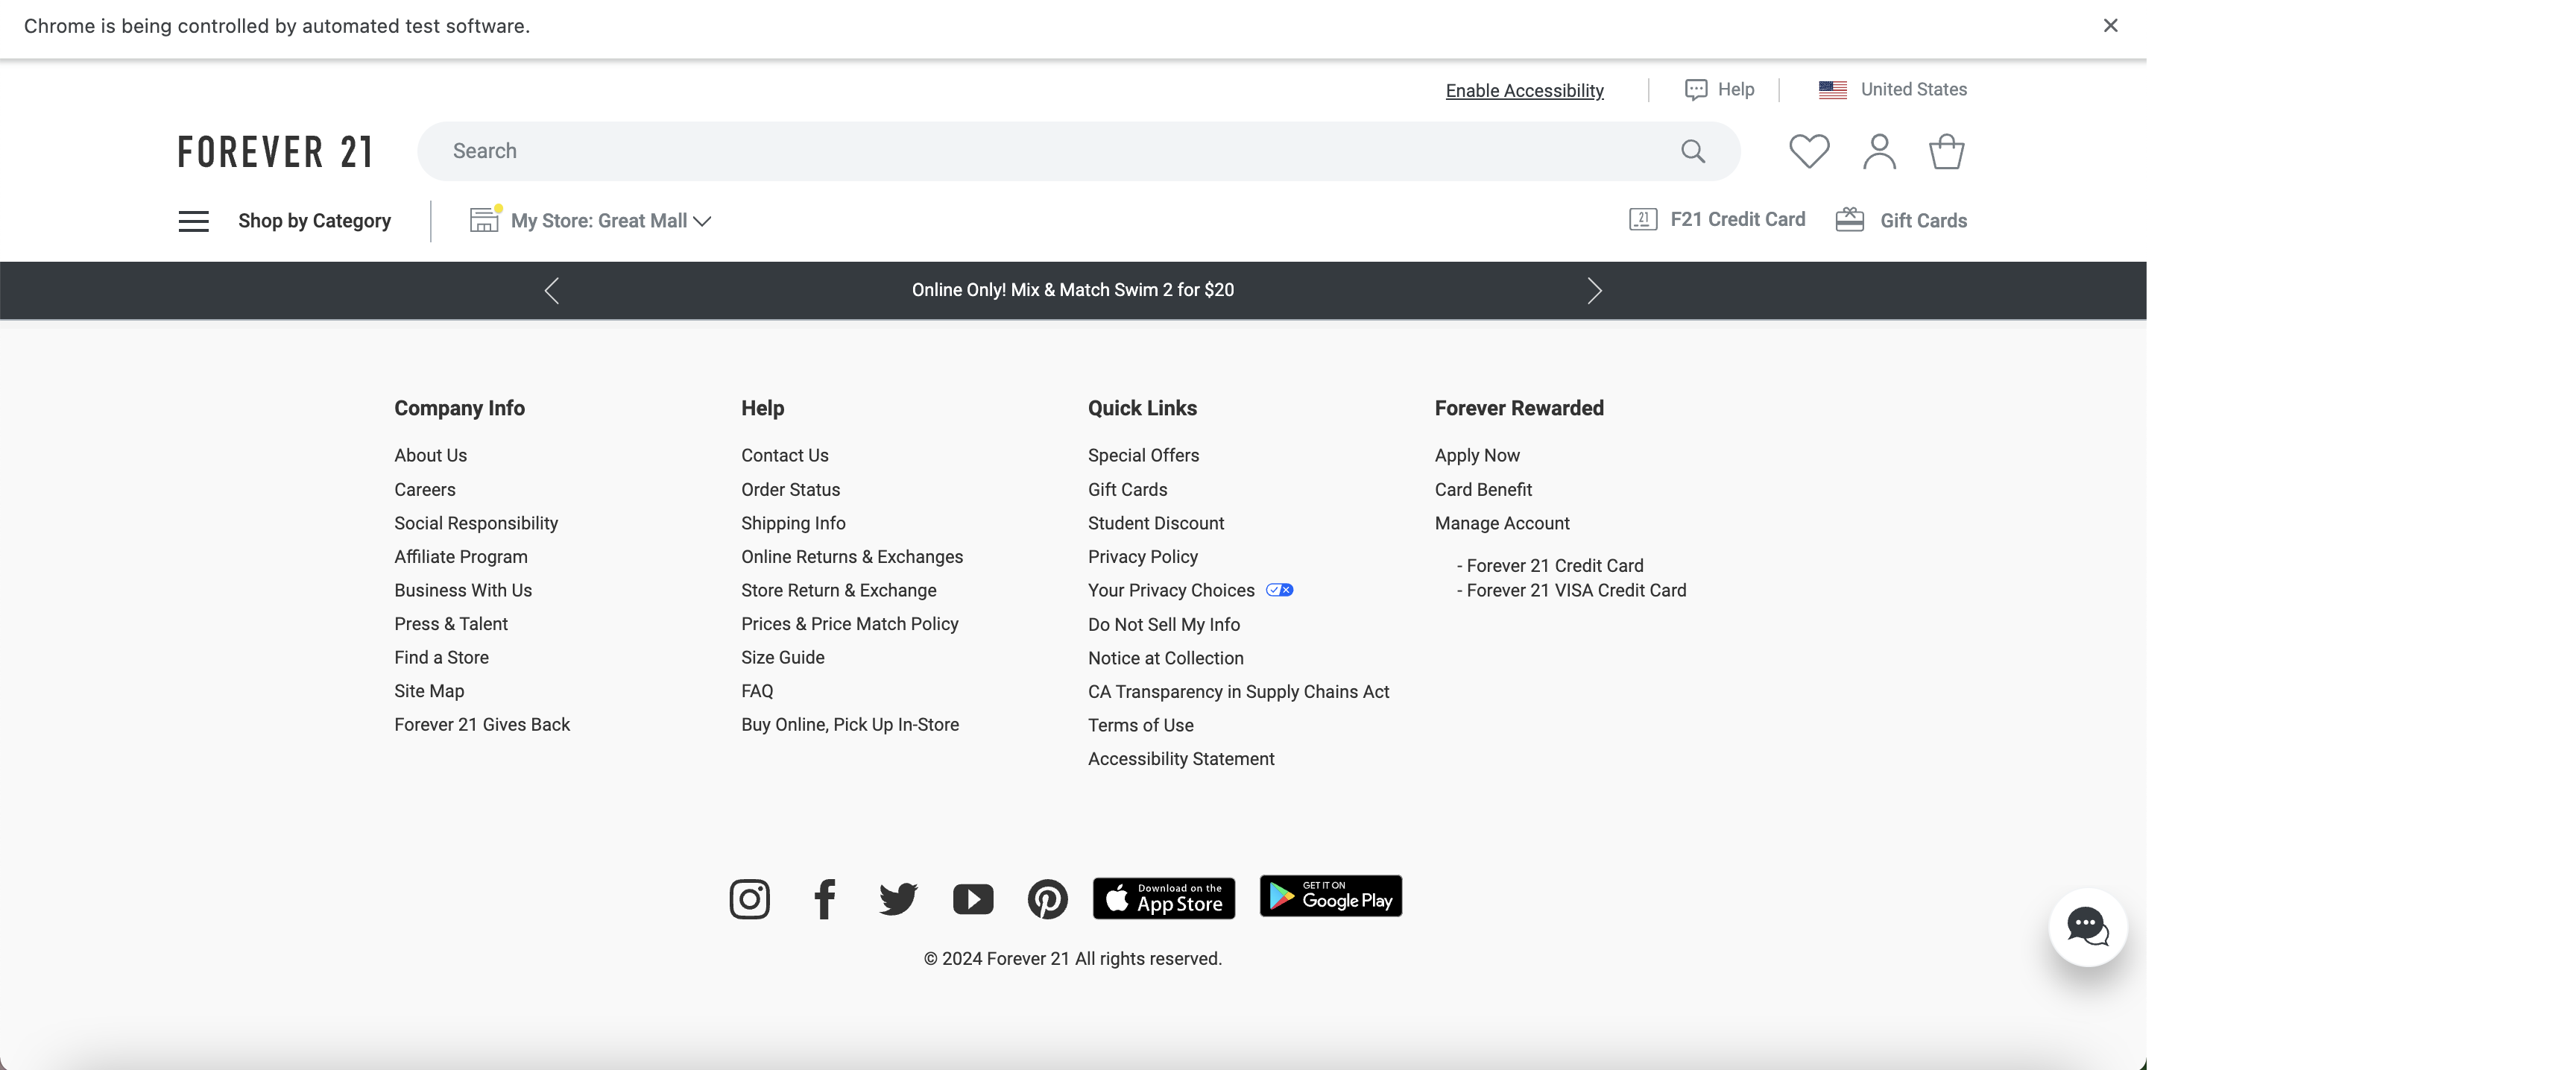 Chrome is being controlled by automated test software.
Enable Accessibility
Help
United States
FOREVER 21
Search
Shop by Category
My Store: Great Mall
21
F21 Credit Card
Gift Cards
Online Only! Mix & Match Swim 2 for $20
Company Info
About Us
Careers
Social Responsibility
Affiliate Program
Business With Us
Press & Talent
Find a Store
Site Map
Forever 21 Gives Back
Help
Contact Us
Order Status
Shipping Info
Online Returns & Exchanges
Store Return & Exchange
Prices & Price Match Policy
Size Guide
FAQ
Buy Online, Pick Up In-Store
Quick Links
Special Offers
Gift Cards
Student Discount
Privacy Policy
Your Privacy Choices
Do Not Sell My Info
Notice at Collection
CA Transparency in Supply Chains Act
Terms of Use
Accessibility Statement
Forever Rewarded
Apply Now
Card Benefit
Manage Account
- Forever 21 Credit Card
- Forever 21 VISA Credit Card
Download on the
App Store
GET IT ON
Google Play
© 2024 Forever 21 All rights reserved.